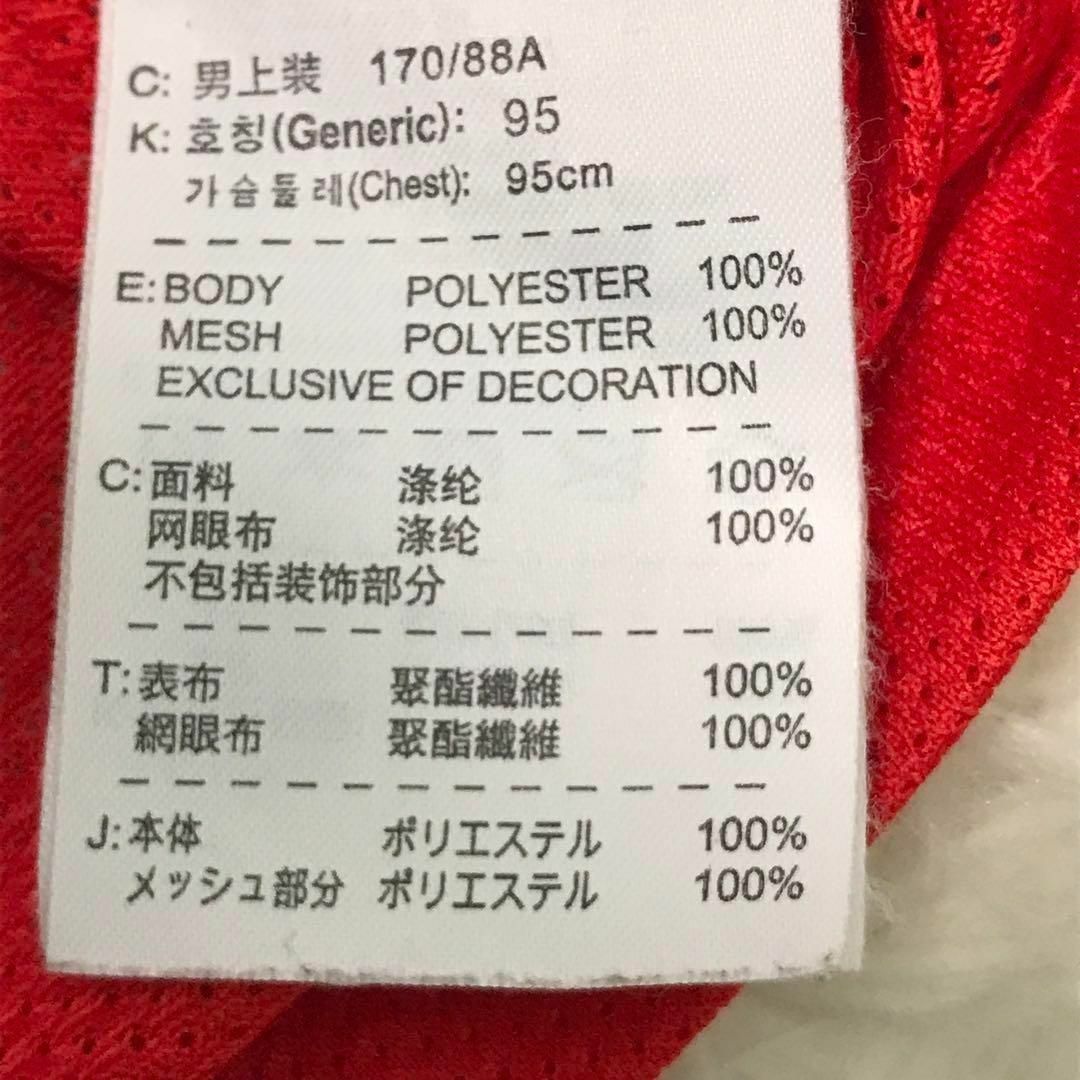 C: 男上装 170/88A
K: 호칭(Generic): 95
가슴둘레(Chest): 95cm
E: BODY POLYESTER 100%
MESH POLYESTER 100%
EXCLUSIVE OF DECORATION
C: 面料 涤纶 100%
网眼布 涤纶 100%
不包括装饰部分
T: 表布 聚酯纖維 100%
網眼布 聚酯纖維 100%
J: 本体 ポリエステル 100%
メッシュ部分 ポリエステル 100%